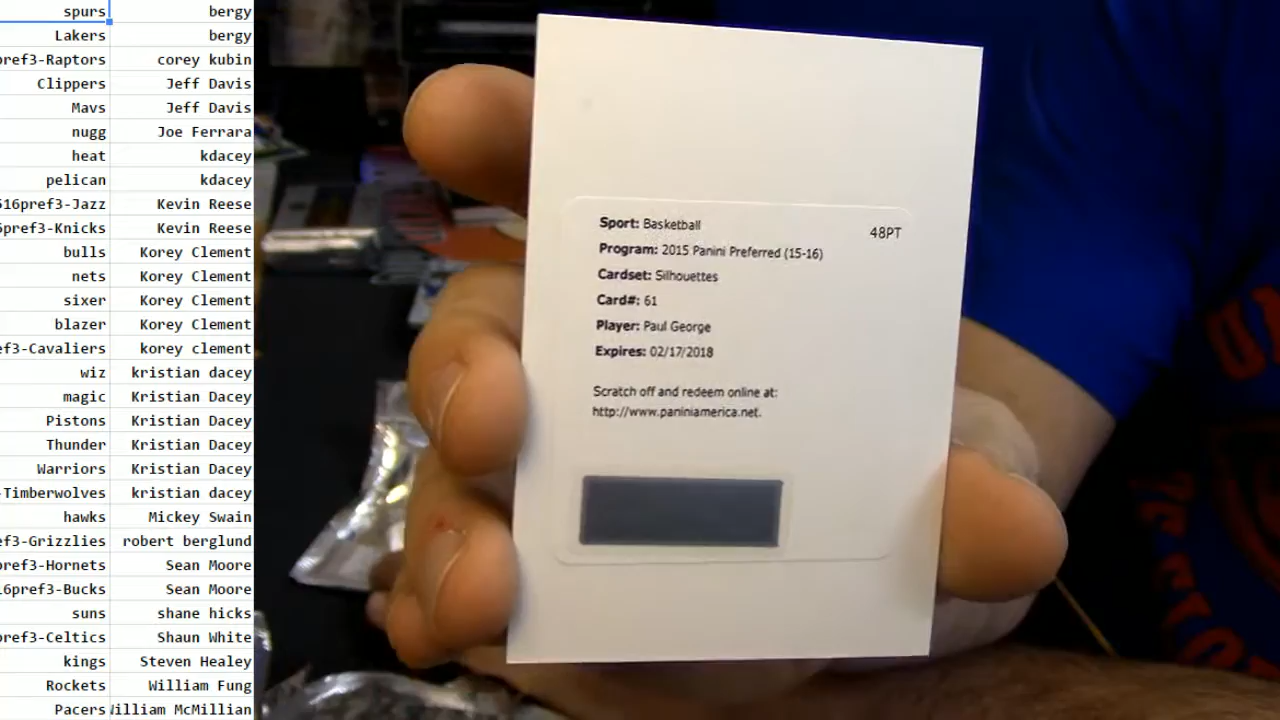 spurs bergy
Lakers bergy
pref3-Raptors corey kubin
Clippers Jeff Davis
Mavs Jeff Davis
nugg Joe Ferrara
heat kdacey
pelican kdacey
516pref3-Jazz Kevin Reese
6pref3-Knicks Kevin Reese
bulls Korey Clement
nets Korey Clement
sixer Korey Clement
blazer Korey Clement
ef3-Cavaliers korey clement
wiz kristian dacey
magic Kristian Dacey
Pistons Kristian Dacey
Thunder Kristian Dacey
Warriors Kristian Dacey
-Timberwolves kristian dacey
hawks Mickey Swain
ef3-Grizzlies robert berglund
pref3-Hornets Sean Moore
16pref3-Bucks Sean Moore
suns shane hicks
pref3-Celtics Shaun White
kings Steven Healey
Rockets William Fung
Pacers William McMillian
Sport: Basketball 48PT
Program: 2015 Panini Preferred (15-16)
Cardset: Silhouettes
Card#: 61
Player: Paul George
Expires: 02/17/2018
Scratch off and redeem online at:
http://www.paniniamerica.net.